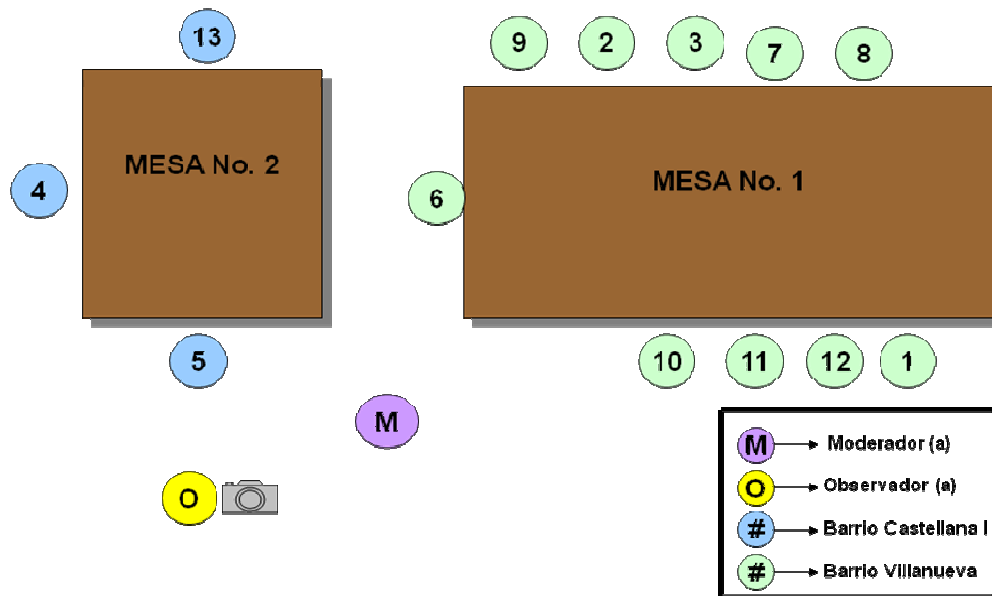 13
9
2
3
7
8
MESA No. 2
MESA No. 1
4
6
5
10
11
12
1
M
O
M Moderador (a)
O Observador (a)
# Barrio Castellana I
# Barrio Villanueva